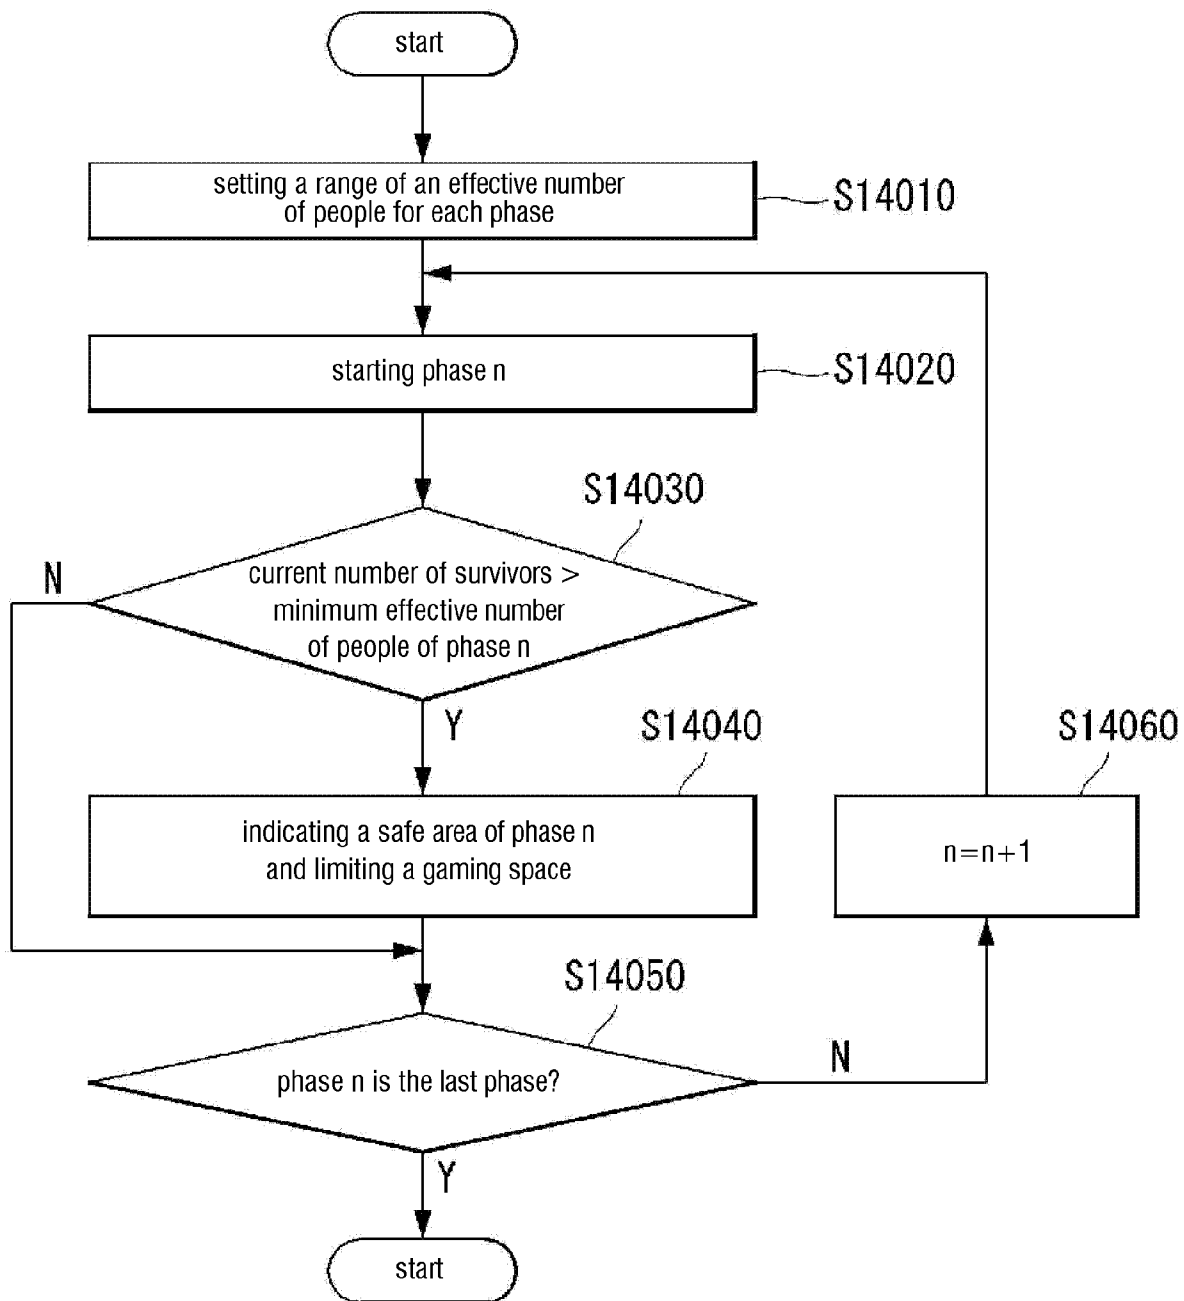 start
setting a range of an effective number
of people for each phase
S14010
starting phase n
S14020
S14030
N
current number of survivors >
minimum effective number
of people of phase n
Y
S14040
S14060
indicating a safe area of phase n
and limiting a gaming space
n=n+1
S14050
phase n is the last phase?
N
Y
start